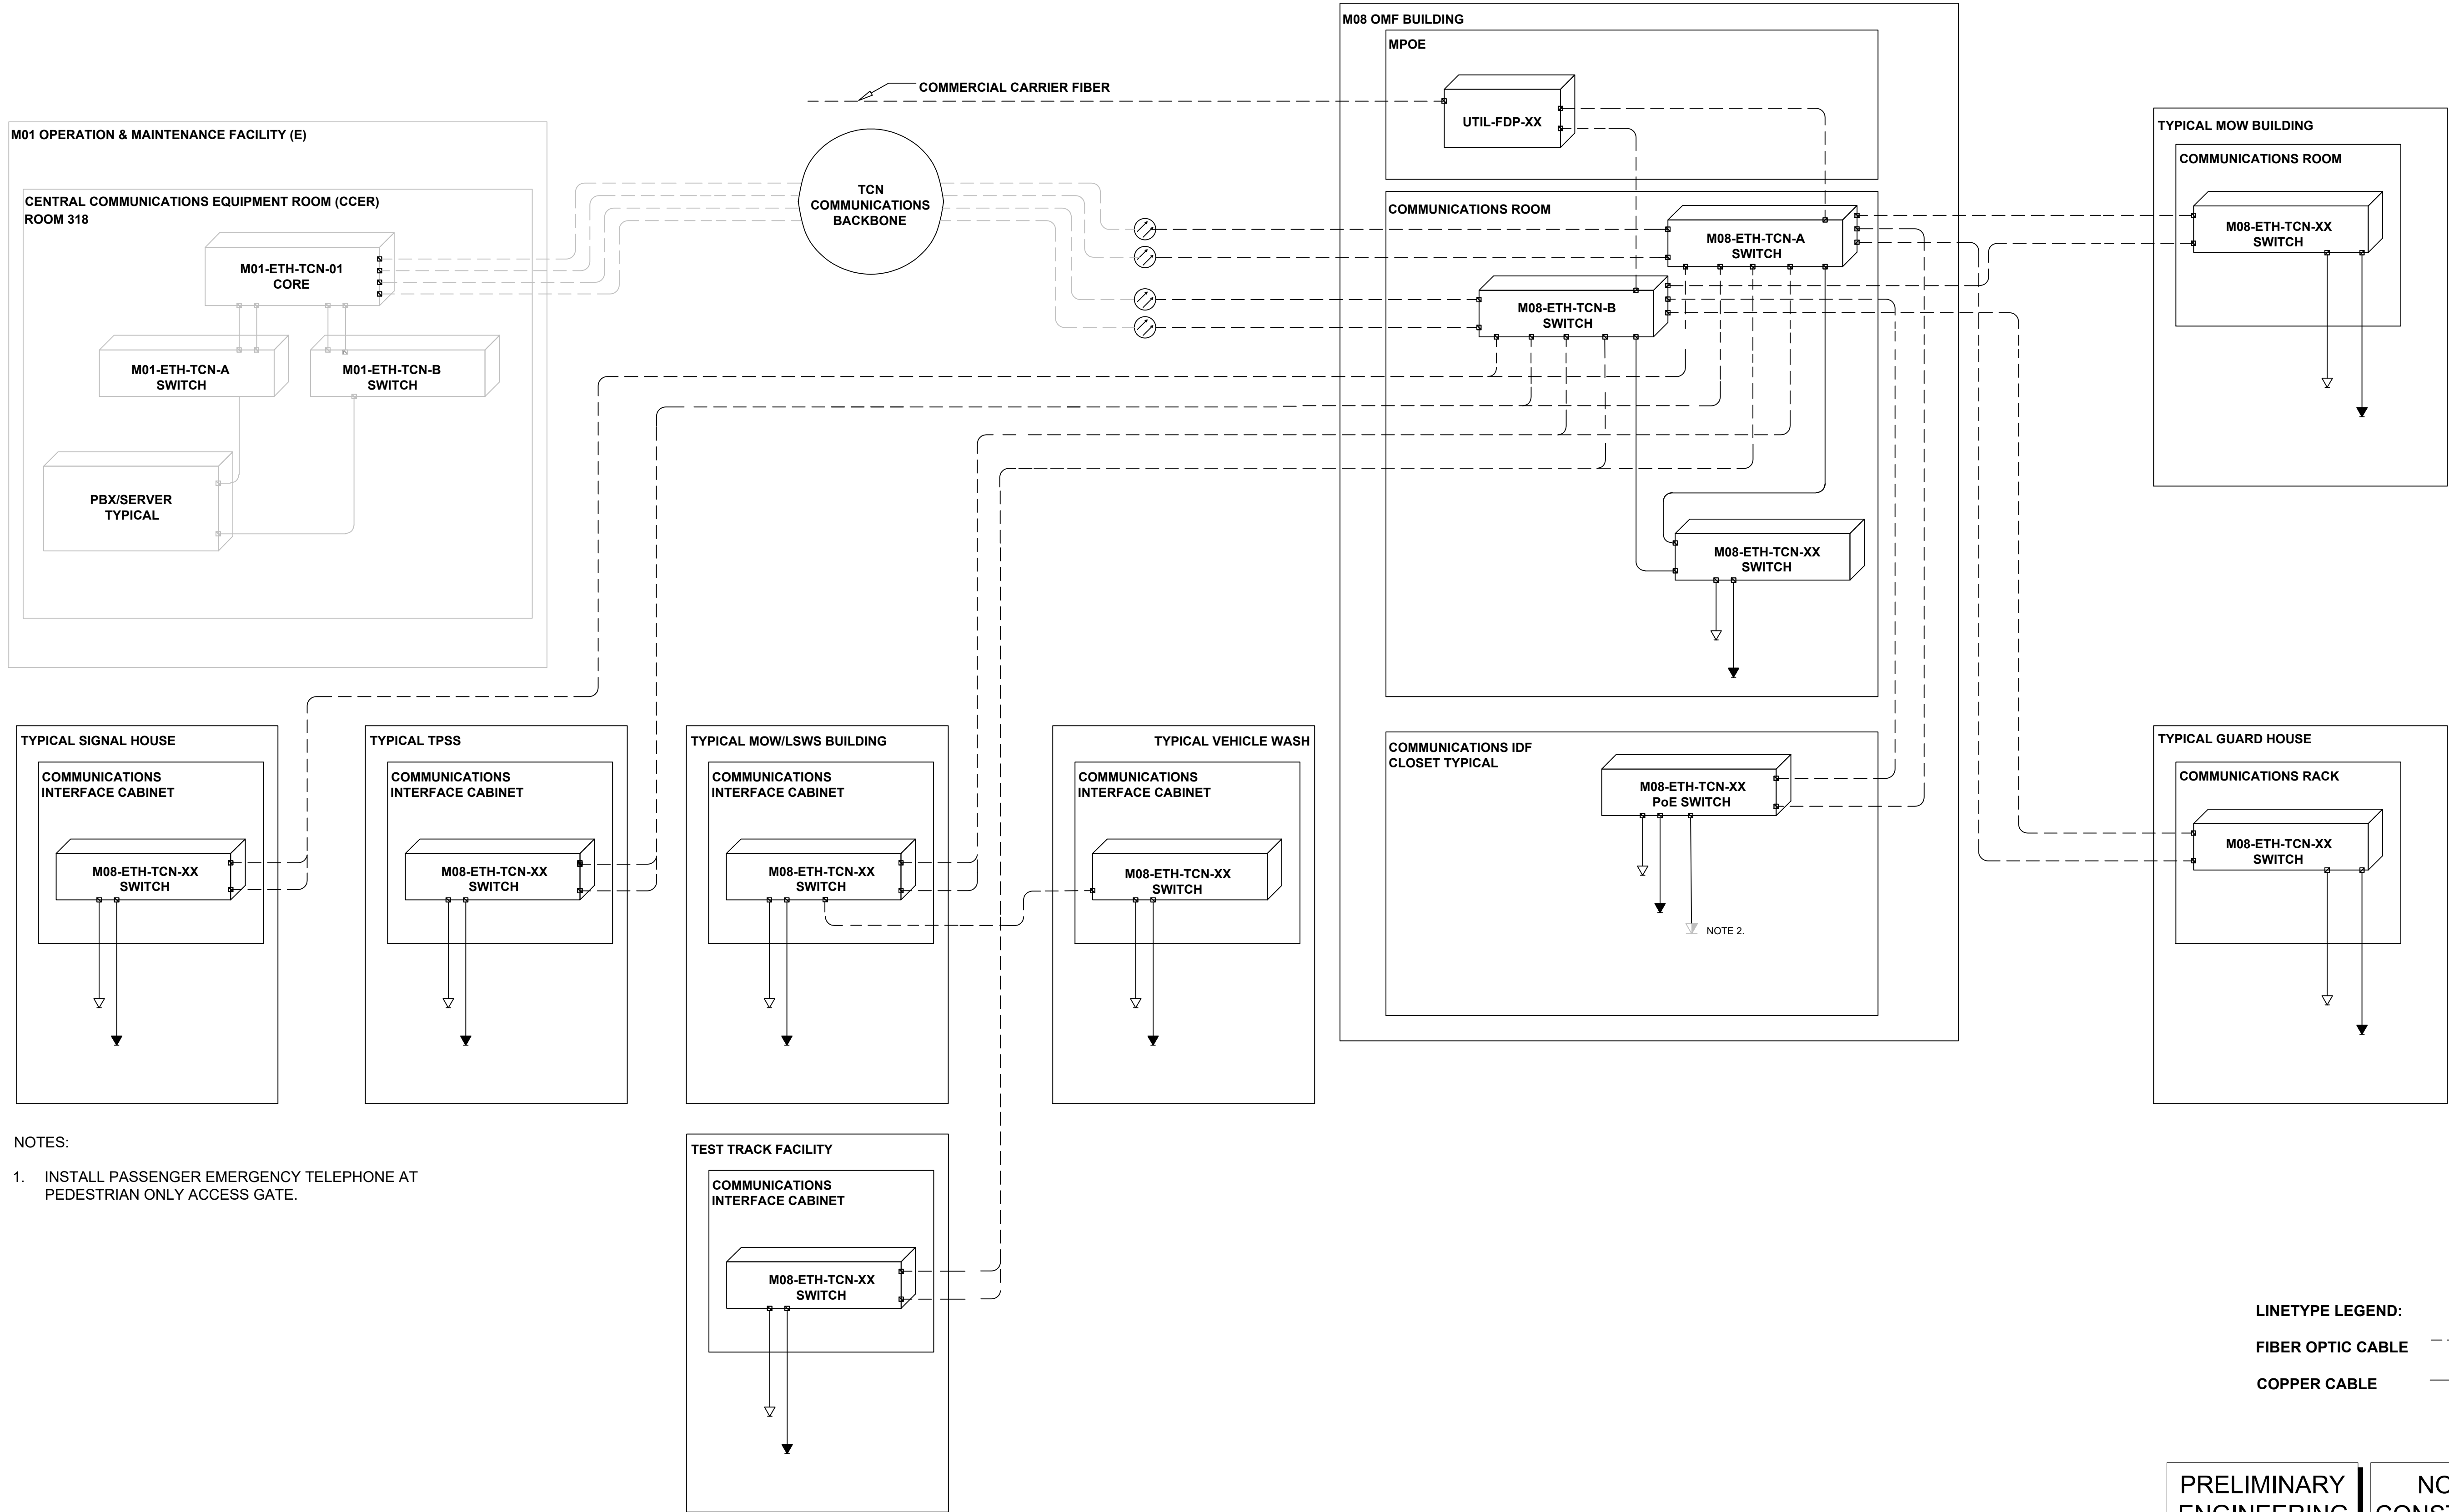 M08 OMF BUILDING
MPOE
COMMERCIAL CARRIER FIBER
UTIL-FDP-XX
M01 OPERATION & MAINTENANCE FACILITY (E)
CENTRAL COMMUNICATIONS EQUIPMENT ROOM (CCER)
ROOM 318
M01-ETH-TCN-01
CORE
M01-ETH-TCN-A
SWITCH
M01-ETH-TCN-B
SWITCH
PBX/SERVER
TYPICAL
TCN
COMMUNICATIONS
BACKBONE
COMMUNICATIONS ROOM
M08-ETH-TCN-A
SWITCH
M08-ETH-TCN-B
SWITCH
M08-ETH-TCN-XX
SWITCH
TYPICAL MOW BUILDING
COMMUNICATIONS ROOM
M08-ETH-TCN-XX
SWITCH
TYPICAL SIGNAL HOUSE
COMMUNICATIONS
INTERFACE CABINET
M08-ETH-TCN-XX
SWITCH
TYPICAL TPSS
COMMUNICATIONS
INTERFACE CABINET
M08-ETH-TCN-XX
SWITCH
TYPICAL MOW/LSWS BUILDING
COMMUNICATIONS
INTERFACE CABINET
M08-ETH-TCN-XX
SWITCH
TYPICAL VEHICLE WASH
COMMUNICATIONS
INTERFACE CABINET
M08-ETH-TCN-XX
SWITCH
COMMUNICATIONS IDF
CLOSET TYPICAL
M08-ETH-TCN-XX
PoE SWITCH
NOTE 2.
TYPICAL GUARD HOUSE
COMMUNICATIONS RACK
M08-ETH-TCN-XX
SWITCH
NOTES:
1. INSTALL PASSENGER EMERGENCY TELEPHONE AT
PEDESTRIAN ONLY ACCESS GATE.
TEST TRACK FACILITY
COMMUNICATIONS
INTERFACE CABINET
M08-ETH-TCN-XX
SWITCH
LINETYPE LEGEND:
FIBER OPTIC CABLE
COPPER CABLE
PRELIMINARY
ENGINEERING